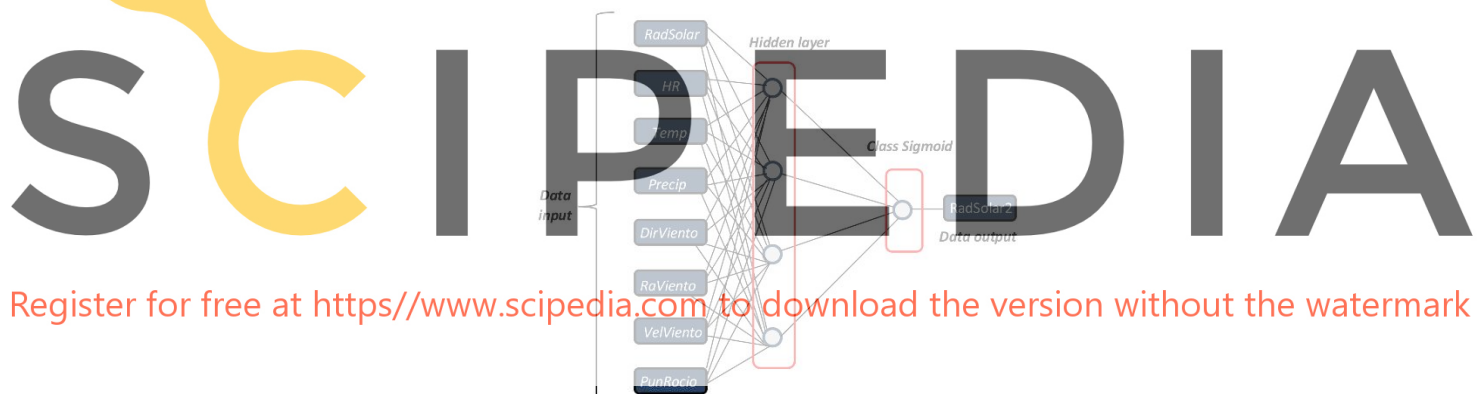 SCIPEDIA
RadSolar
Hidden layer
HR
Temp
Class Sigmoid
Precip
Data
input
RadSolar2
DirViento
Data output
RaViento
Register for free at https//www.scipedia.com to download the version without the watermark
VelViento
PunRocio